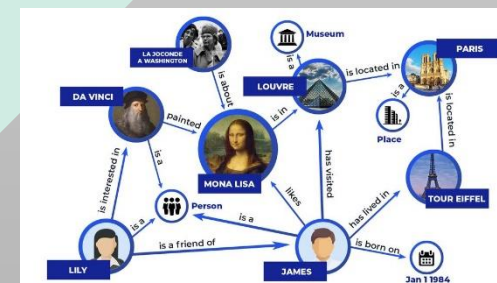 LA JOCONDE
A WASHINGTON
Museum
PARIS
is a
is located in
LOUVRE
is about
DA VINCI
painted
is in
is a
is located in
Place
MONA LISA
is interested in
is a
has visited
TOUR EIFFEL
Person
likes
has lived in
is a
is a
is a friend of
is born on
LILY
JAMES
Jan 1 1984